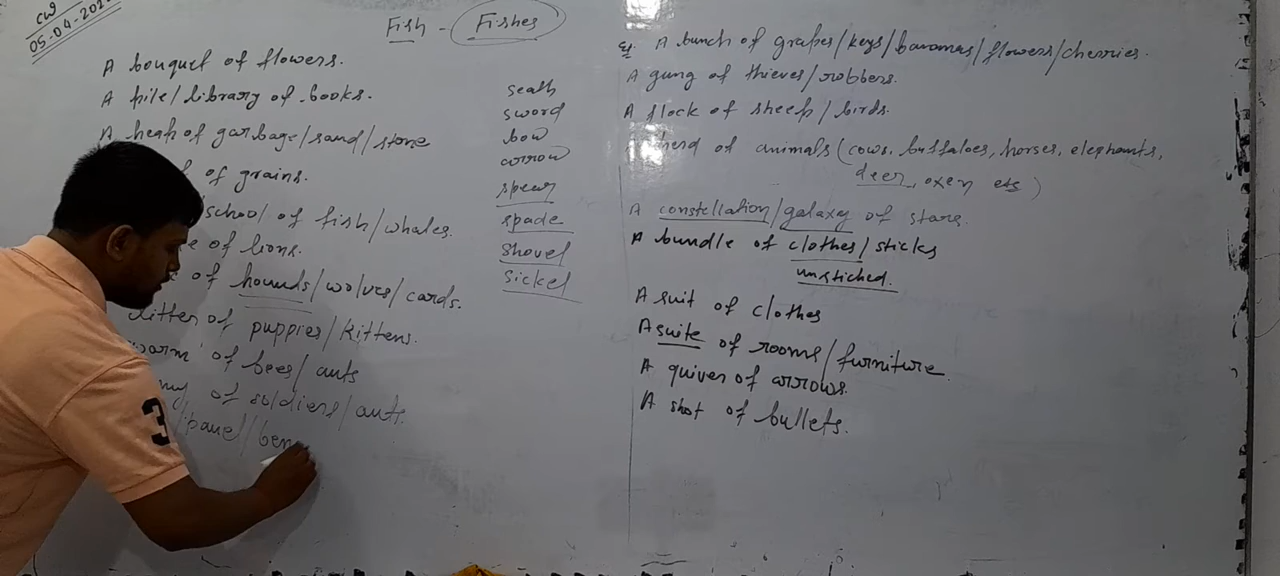 CW
05-04-202
Fish - Fishes
A bouquet of flowers.
A pile/library of books.
A heap of garbage/sand/stone
of grains.
school of fish/whales.
of lions.
of hounds/wolves/cards.
litter of puppies/kittens.
warm of bees/ants
my of soldiers/ants.
/panel/ben
seath
sword
bow
arrow
spear
spade
shovel
sickel
A bunch of grapes/keys/bananas/flowers/cherries.
A gang of thieves/robbers.
A flock of sheep/birds.
A herd of animals (cows, buffaloes, horses, elephants,
deer, oxen etc)
A constellation/galaxy of stars
A bundle of clothes/sticks
unstiched.
A suit of clothes
A suite of rooms/furniture.
A quiver of arrows.
A shot of bullets.